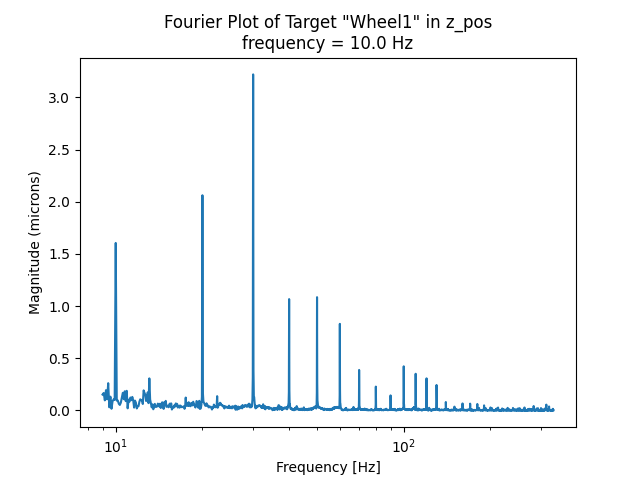 Fourier Plot of Target "Wheel1" in z_pos
frequency = 10.0 Hz
3.0
2.5
2.0
1.5
1.0
0.5
0.0
Magnitude (microns)
10¹
10²
Frequency [Hz]